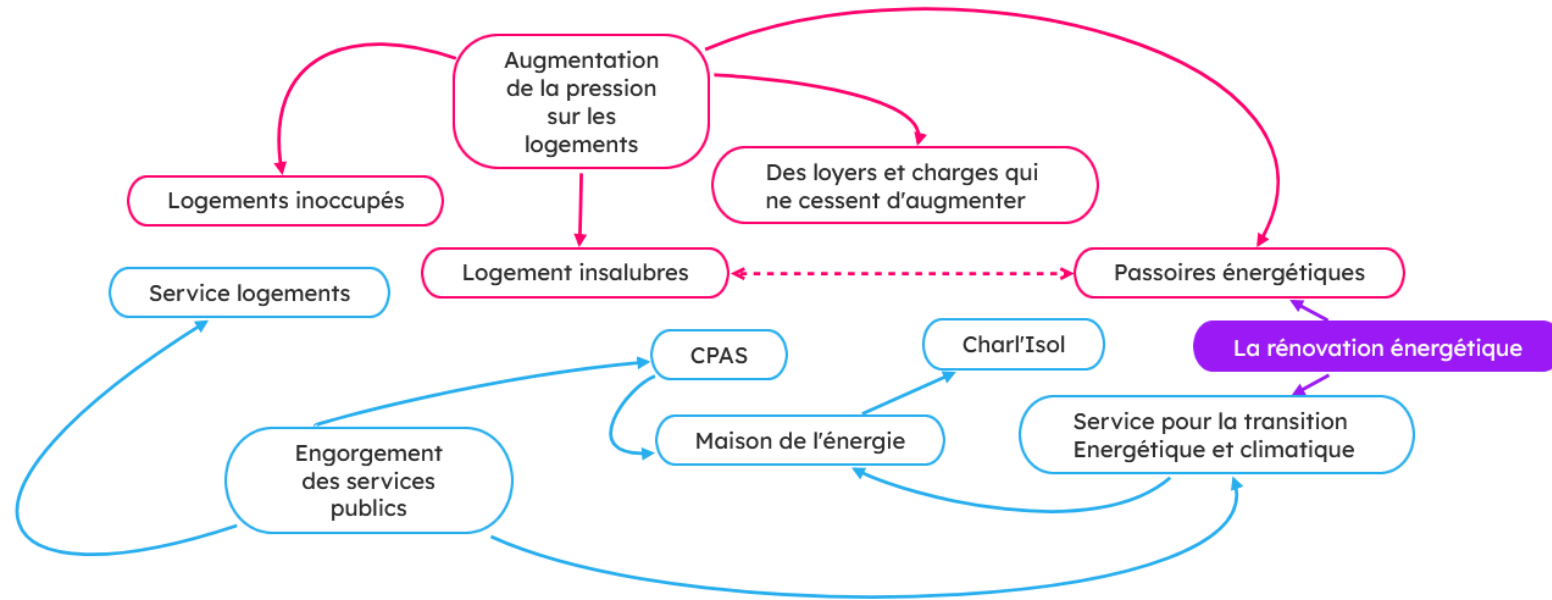 Augmentation
de la pression
sur les
logements
Logements inoccupés
Des loyers et charges qui
ne cessent d'augmenter
Logement insalubres
Passoires énergétiques
Service logements
CPAS
Charl'Isol
La rénovation énergétique
Maison de l'énergie
Service pour la transition
Energétique et climatique
Engorgement
des services
publics